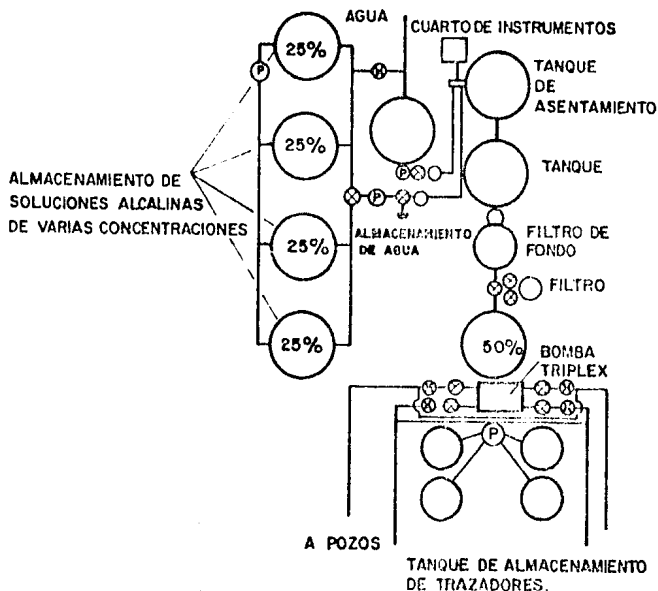 AGUA
CUARTO DE INSTRUMENTOS
25%
P
TANQUE
DE
ASENTAMIENTO
25%
TANQUE
P
ALMACENAMIENTO DE
SOLUCIONES ALCALINAS
DE VARIAS CONCENTRACIONES
P
ALMACENAMIENTO
DE AGUA
25%
FILTRO DE
FONDO
FILTRO
25%
50%
BOMBA
TRIPLEX
P
A POZOS
TANQUE DE ALMACENAMIENTO
DE TRAZADORES.